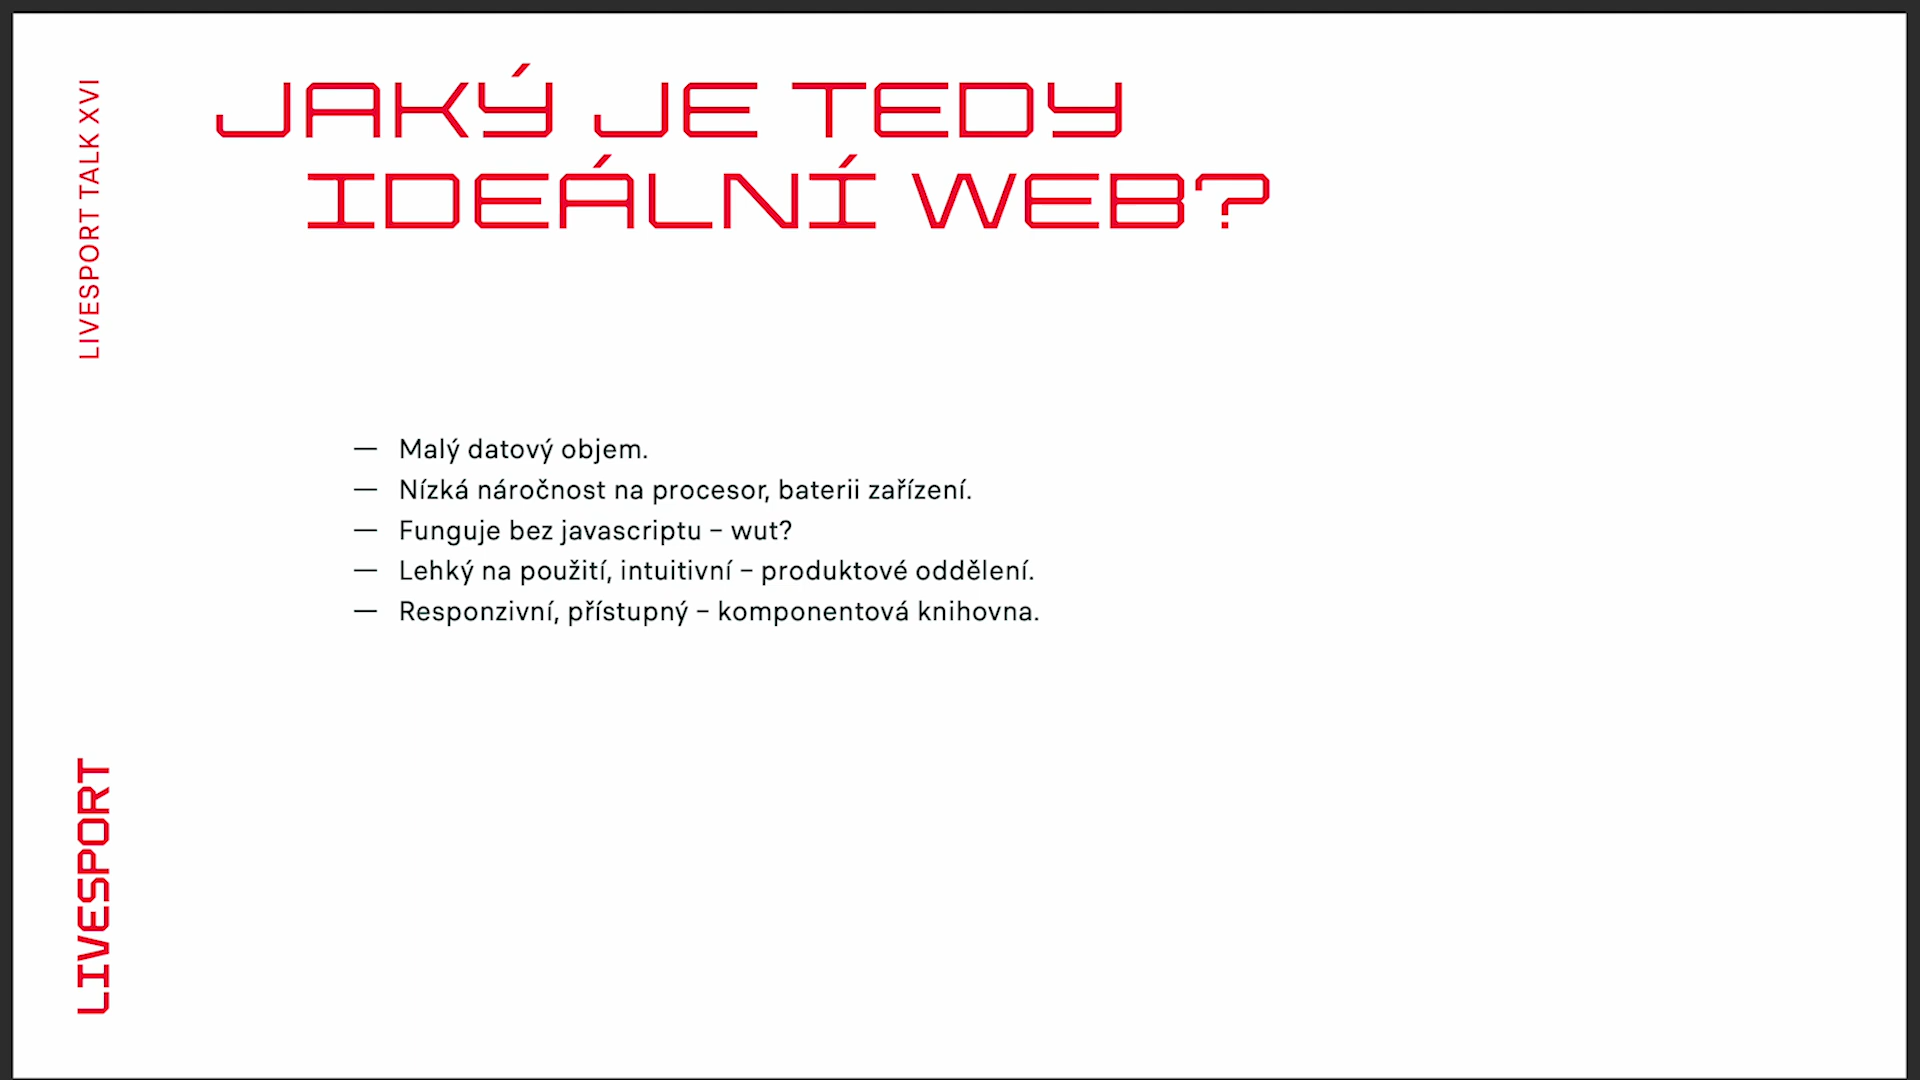 LIVESPORT TALK XVI
JAKÝ JE TEDY
IDEÁLNÍ WEB?
— Malý datový objem.
— Nízká náročnost na procesor, baterii zařízení.
— Funguje bez javascriptu – wut?
— Lehký na použití, intuitivní – produktové oddělení.
— Responzivní, přístupný – komponentová knihovna.
LIVESPORT